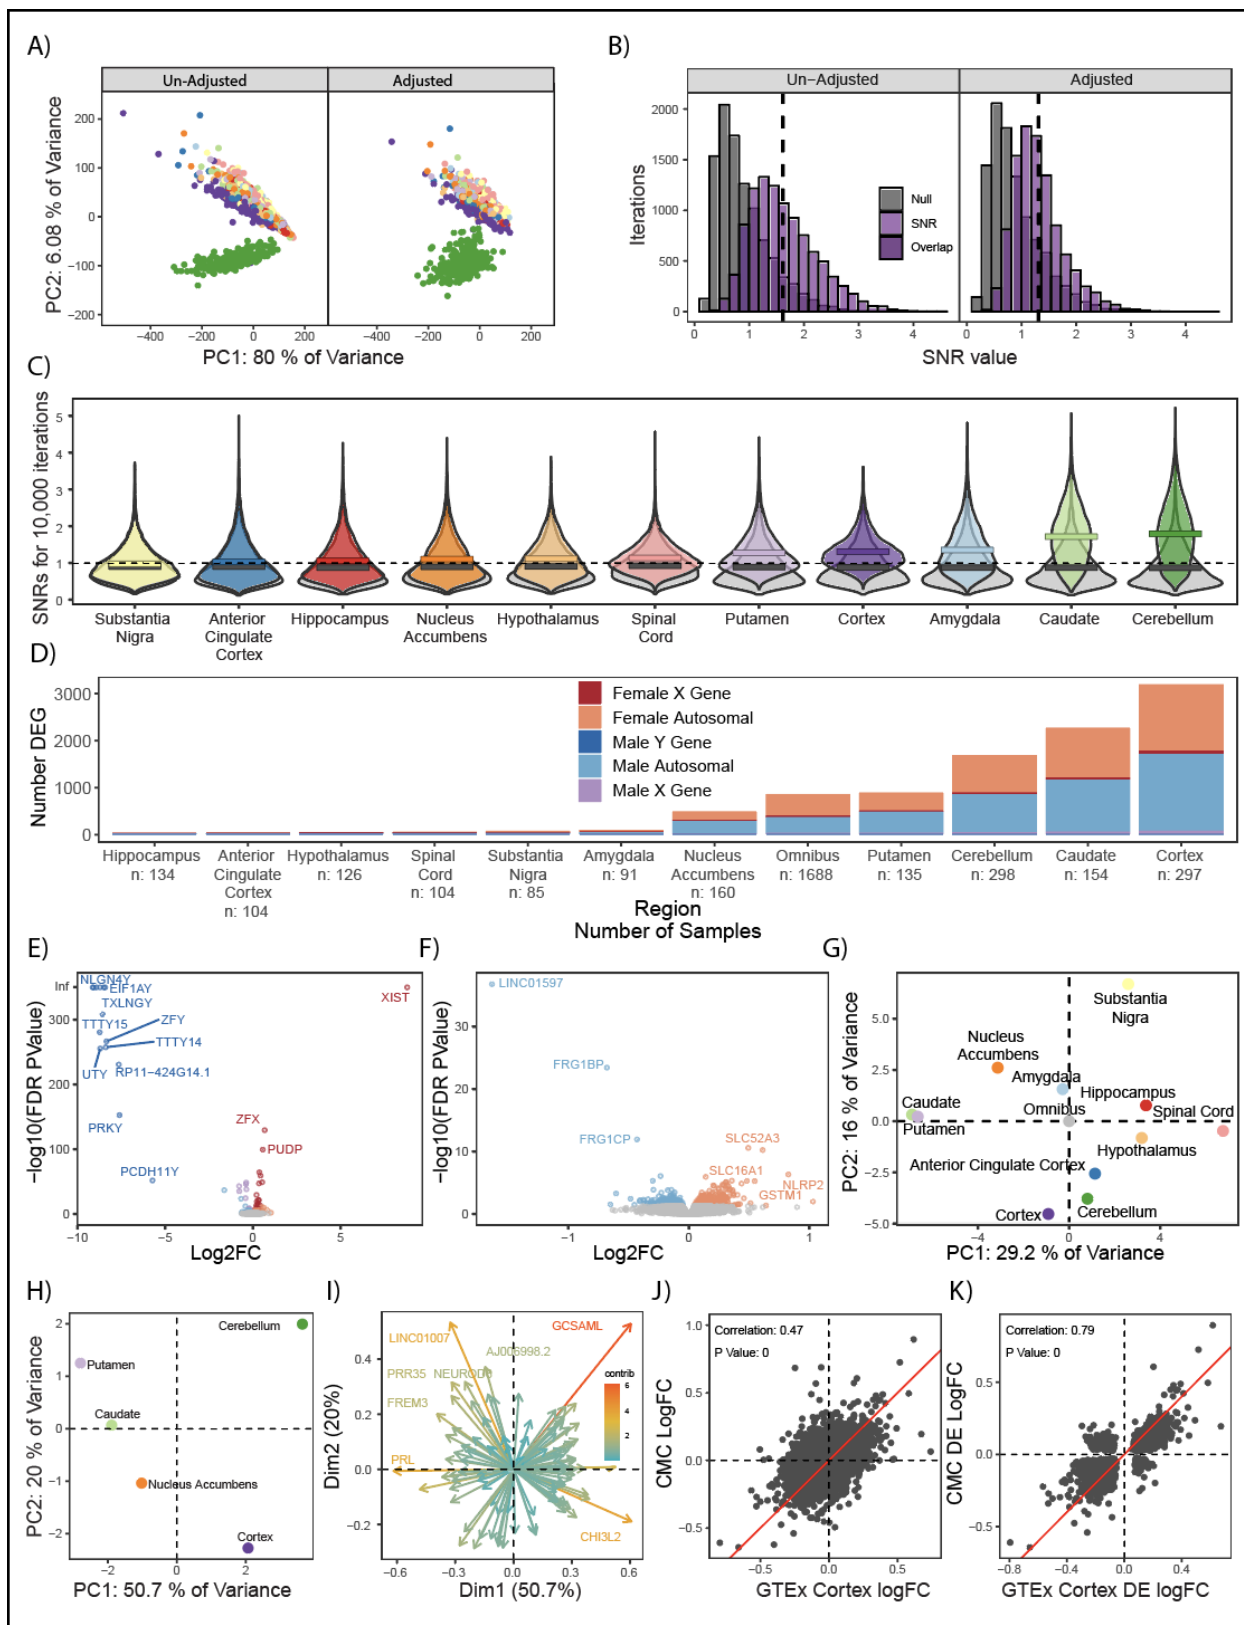 A)
Un-Adjusted
Adjusted
PC2: 6.08 % of Variance
200
100
0
−100
−200
−400
−200
0
200
−400
−200
0
200
PC1: 80 % of Variance
B)
Un−Adjusted
Adjusted
Iterations
2000
1500
1000
500
0
Null
SNR
Overlap
0
1
2
3
4
0
1
2
3
4
SNR value
C)
SNRs for 10,000 iterations
5
4
3
2
1
0
Substantia
Nigra
Anterior
Cingulate
Cortex
Hippocampus
Nucleus
Accumbens
Hypothalamus
Spinal
Cord
Putamen
Cortex
Amygdala
Caudate
Cerebellum
D)
Number DEG
3000
2000
1000
0
Female X Gene
Female Autosomal
Male Y Gene
Male Autosomal
Male X Gene
Hippocampus
n: 134
Anterior
Cingulate
Cortex
n: 104
Hypothalamus
n: 126
Spinal
Cord
n: 104
Substantia
Nigra
n: 85
Amygdala
n: 91
Nucleus
Accumbens
n: 160
Omnibus
n: 1688
Putamen
n: 135
Cerebellum
n: 298
Caudate
n: 154
Cortex
n: 297
Region
Number of Samples
E)
−log10(FDR PValue)
Inf
300
200
100
0
NLGN4Y
EIF1AY
TXLNGY
TTTY15
ZFY
TTTY14
UTY
RP11−424G14.1
PRKY
PCDH11Y
XIST
ZFX
PUDP
−10
−5
0
5
Log2FC
F)
−log10(FDR PValue)
30
20
10
0
LINC01597
FRG1BP
FRG1CP
SLC52A3
SLC16A1
NLRP2
GSTM1
−1
0
1
Log2FC
G)
PC2: 16 % of Variance
5.0
2.5
0.0
−2.5
−5.0
Substantia
Nigra
Nucleus
Accumbens
Amygdala
Hippocampus
Caudate
Omnibus
Spinal Cord
Putamen
Hypothalamus
Anterior Cingulate Cortex
Cortex
Cerebellum
−4
0
4
PC1: 29.2 % of Variance
H)
PC2: 20 % of Variance
2
1
0
−1
−2
Cerebellum
Putamen
Caudate
Nucleus Accumbens
Cortex
−2
0
2
PC1: 50.7 % of Variance
I)
Dim2 (20%)
0.4
0.2
0.0
−0.2
LINC01007
GCSAML
AJ006998.2
PRR35
FREM3
PRL
CHI3L2
contrib
6
4
2
−0.6
−0.3
0.0
0.3
0.6
Dim1 (50.7%)
J)
CMC LogFC
1.0
0.5
0.0
−0.5
Correlation: 0.47
P Value: 0
−0.5
0.0
0.5
GTEx Cortex logFC
K)
CMC DE LogFC
0.5
0.0
−0.5
Correlation: 0.79
P Value: 0
−0.8
−0.4
0.0
0.4
GTEx Cortex DE logFC